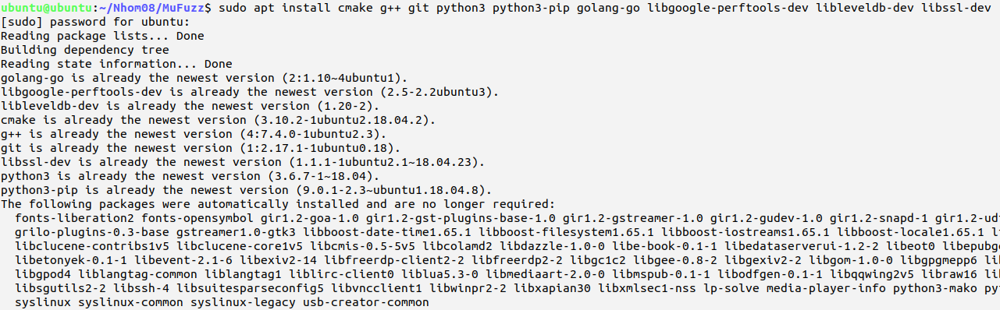 ubuntu@ubuntu:~/Nhom08/MuFuzz$ sudo apt install cmake g++ git python3 python3-pip golang-go libgoogle-perftools-dev libleveldb-dev libssl-dev
[sudo] password for ubuntu:
Reading package lists... Done
Building dependency tree
Reading state information... Done
golang-go is already the newest version (2:1.10~4ubuntu1).
libgoogle-perftools-dev is already the newest version (2.5-2.2ubuntu3).
libleveldb-dev is already the newest version (1.20-2).
cmake is already the newest version (3.10.2-1ubuntu2.18.04.2).
g++ is already the newest version (4:7.4.0-1ubuntu2.3).
git is already the newest version (1:2.17.1-1ubuntu0.18).
libssl-dev is already the newest version (1.1.1-1ubuntu2.1~18.04.23).
python3 is already the newest version (3.6.7-1~18.04).
python3-pip is already the newest version (9.0.1-2.3~ubuntu1.18.04.8).
The following packages were automatically installed and are no longer required:
fonts-liberation2 fonts-opensymbol gir1.2-goa-1.0 gir1.2-gst-plugins-base-1.0 gir1.2-gstreamer-1.0 gir1.2-gudev-1.0 gir1.2-snapd-1 gir1.2-ud
grilo-plugins-0.3-base gstreamer1.0-gtk3 libboost-date-time1.65.1 libboost-filesystem1.65.1 libboost-iostreams1.65.1 libboost-locale1.65.1
libclucene-contribs1v5 libclucene-core1v5 libcmis-0.5-5v5 libcolamd2 libdazzle-1.0-0 libe-book-0.1-1 libedataserverui-1.2-2 libeot0 libepubge
libetonyek-0.1-1 libevent-2.1-6 libexiv2-14 libfreerdp-client2-2 libfreerdp2-2 libgc1c2 libgee-0.8-2 libgexiv2-2 libgom-1.0-0 libgpgmepp6
libgpod4 liblangtag-common liblangtag1 liblirc-client0 liblua5.3-0 libmediaart-2.0-0 libmspub-0.1-1 libodfgen-0.1-1 libqqwing2v5 libraw16
libsgutils2-2 libssh-4 libsuitesparseconfig5 libvncclient1 libwinpr2-2 libxapian30 libxmlsec1-nss lp-solve media-player-info python3-mako
syslinux syslinux-common syslinux-legacy usb-creator-common